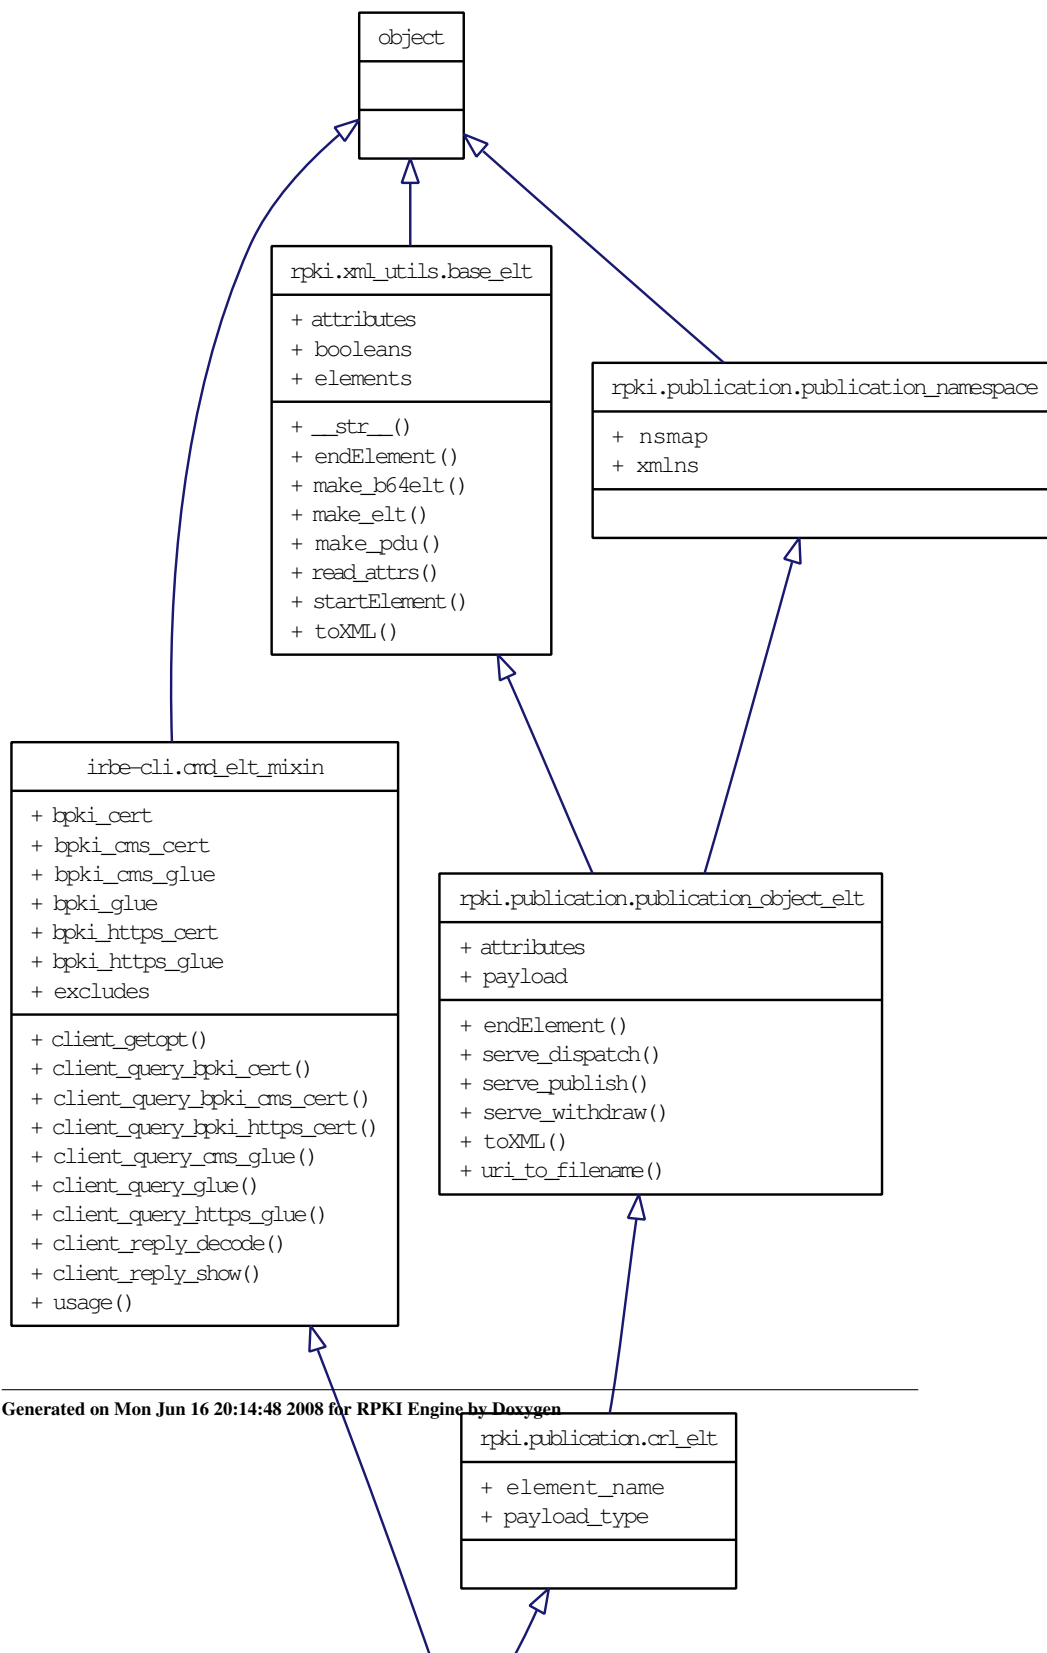 object
rpki.xml_utils.base_elt
+ attributes
+ booleans
+ elements
+ __str__()
+ endElement()
+ make_b64elt()
+ make_elt()
+ make_pdu()
+ read_attrs()
+ startElement()
+ toXML()
rpki.publication.publication_namespace
+ nsmap
+ xmlns
irbe-cli.cmd_elt_mixin
+ bpki_cert
+ bpki_cms_cert
+ bpki_cms_glue
+ bpki_glue
+ bpki_https_cert
+ bpki_https_glue
+ excludes
+ client_getopt()
+ client_query_bpki_cert()
+ client_query_bpki_cms_cert()
+ client_query_bpki_https_cert()
+ client_query_cms_glue()
+ client_query_glue()
+ client_query_https_glue()
+ client_reply_decode()
+ client_reply_show()
+ usage()
rpki.publication.publication_object_elt
+ attributes
+ payload
+ endElement()
+ serve_dispatch()
+ serve_publish()
+ serve_withdraw()
+ toXML()
+ uri_to_filename()
Generated on Mon Jun 16 20:14:48 2008 for RPKI Engine by Doxygen
rpki.publication.crl_elt
+ element_name
+ payload_type